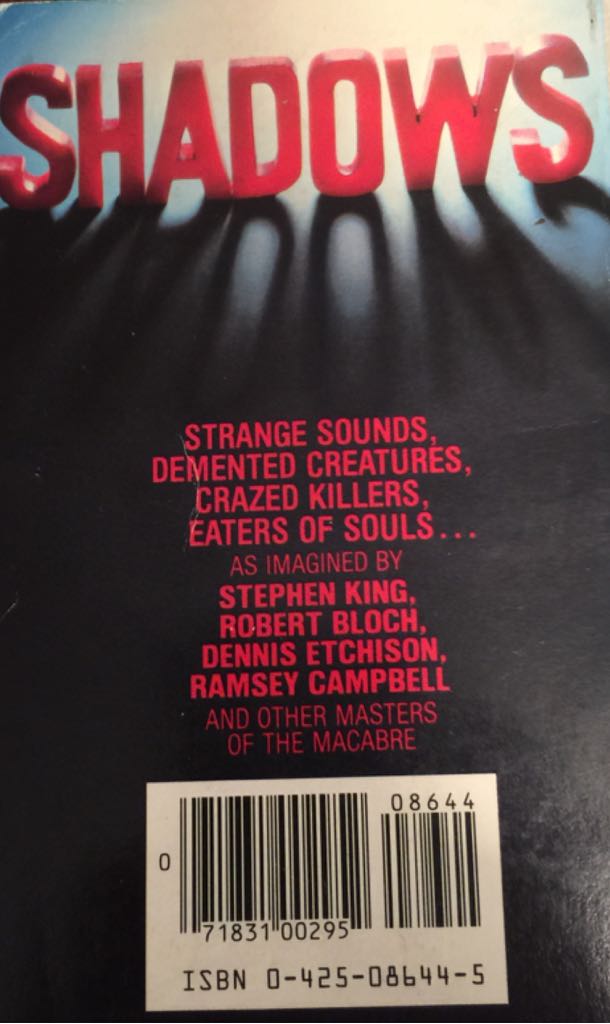 SHADOWS
STRANGE SOUNDS,
DEMENTED CREATURES,
CRAZED KILLERS,
EATERS OF SOULS...
AS IMAGINED BY
STEPHEN KING,
ROBERT BLOCH,
DENNIS ETCHISON,
RAMSEY CAMPBELL
AND OTHER MASTERS
OF THE MACABRE
08644
0
71831 00295
ISBN 0-425-08644-5